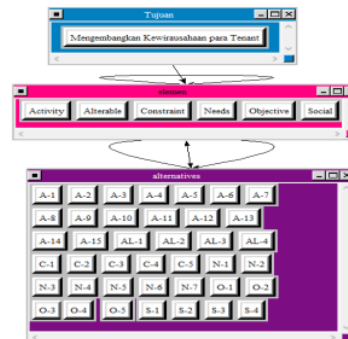 Tujuan
Mengembangkan Kewirausahaan para Tenant
elemen
Activity Alterable Constraint Needs Objective Social
alternatives
A-1 A-2 A-3 A-4 A-5 A-6 A-7
A-8 A-9 A-10 A-11 A-12 A-13
A-14 A-15 AL-1 AL-2 AL-3 AL-4
C-1 C-2 C-3 C-4 C-5 N-1 N-2
N-3 N-4 N-5 N-6 N-7 O-1 O-2
O-3 O-4 O-5 S-1 S-2 S-3 S-4